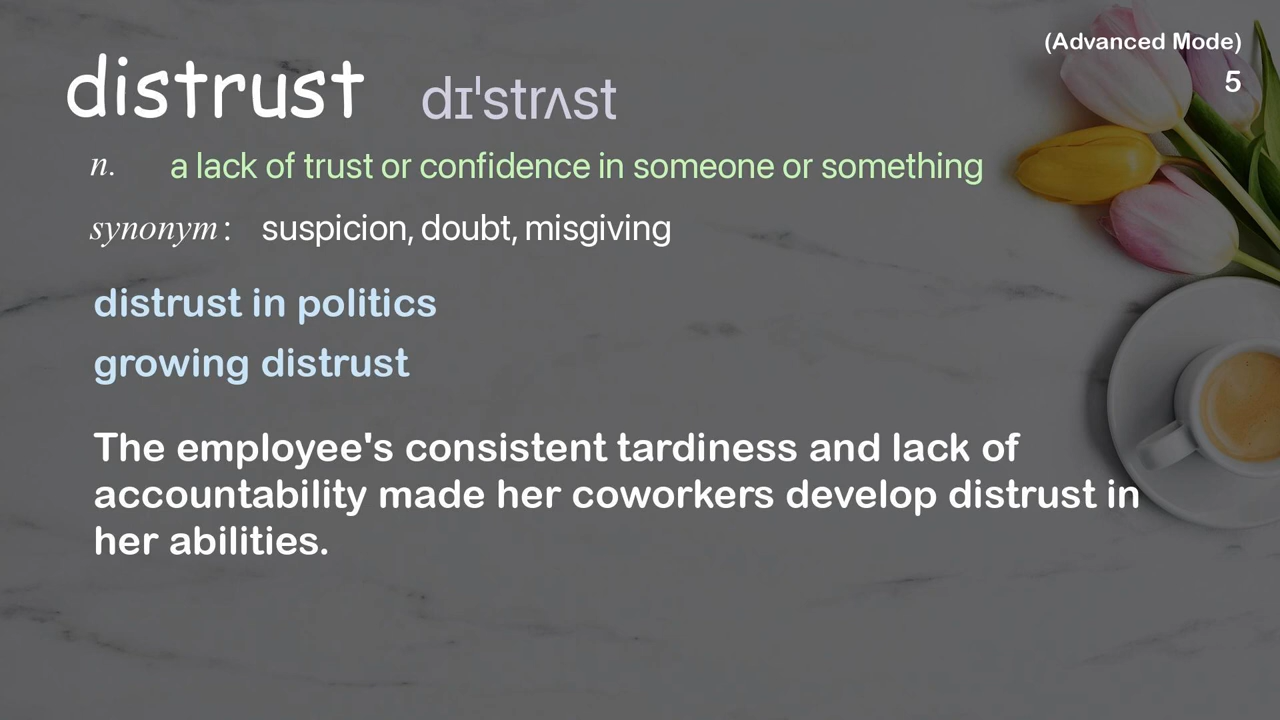 (Advanced Mode)
5
distrust dɪˈstrʌst
n. a lack of trust or confidence in someone or something
synonym: suspicion, doubt, misgiving
distrust in politics
growing distrust
The employee's consistent tardiness and lack of
accountability made her coworkers develop distrust in
her abilities.